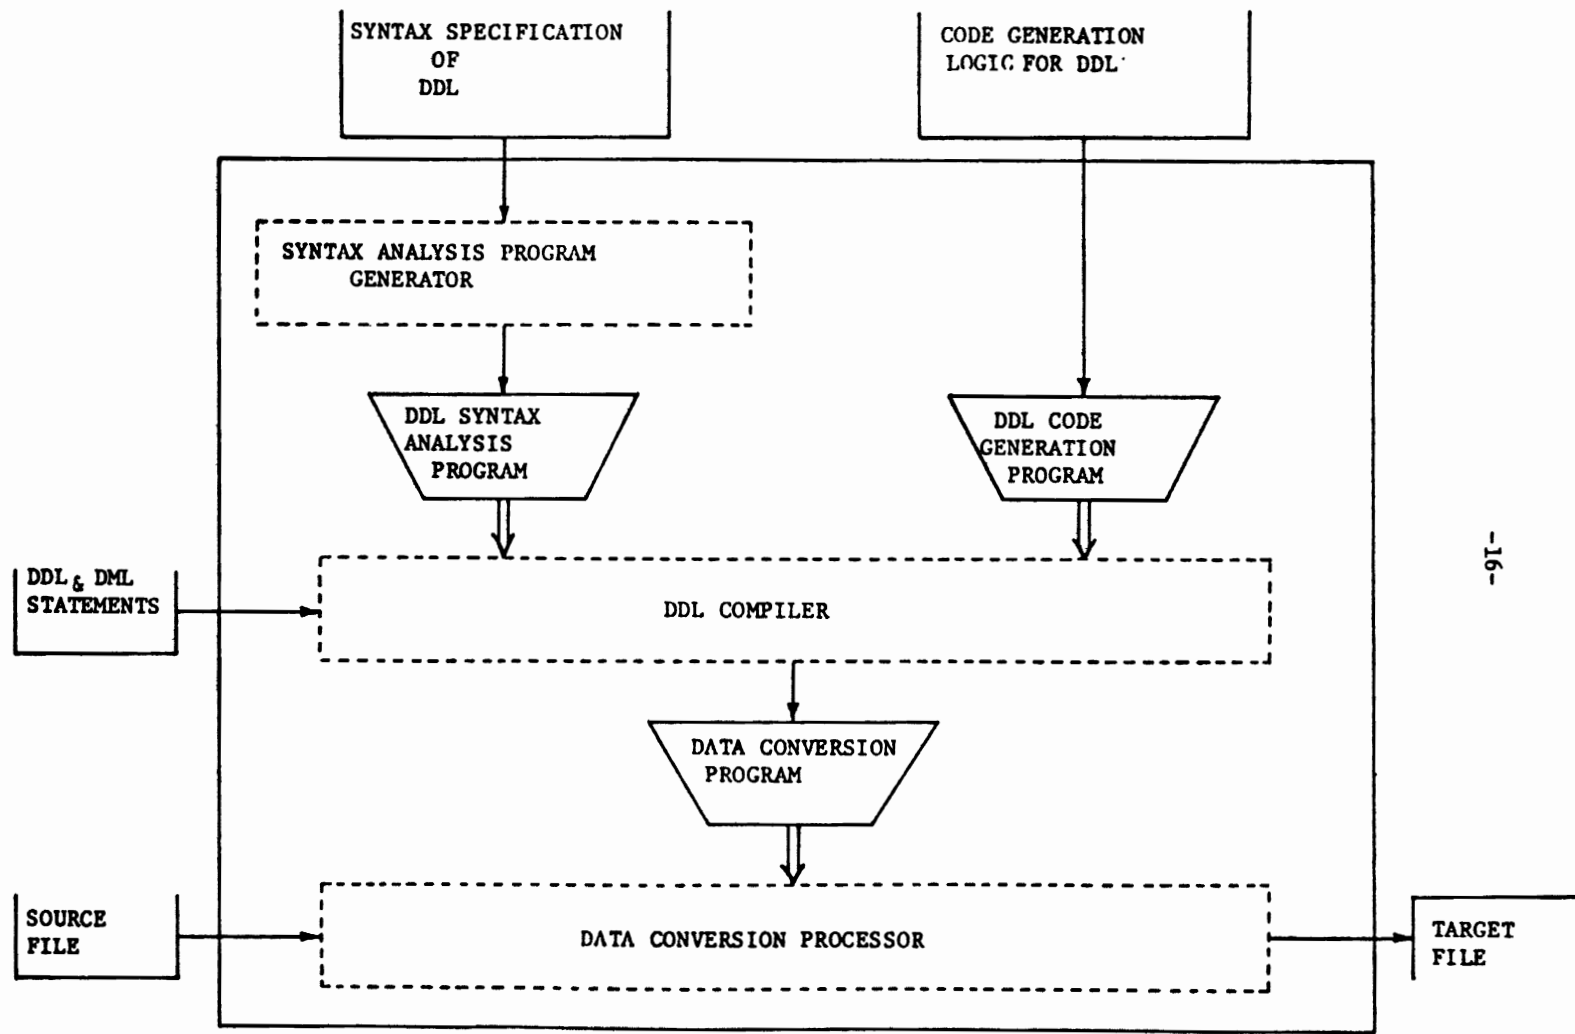 SYNTAX SPECIFICATION
OF
DDL
CODE GENERATION
LOGIC FOR DDL
SYNTAX ANALYSIS PROGRAM
GENERATOR
DDL SYNTAX
ANALYSIS
PROGRAM
DDL CODE
GENERATION
PROGRAM
-16-
DDL & DML
STATEMENTS
DDL COMPILER
DATA CONVERSION
PROGRAM
SOURCE
FILE
DATA CONVERSION PROCESSOR
TARGET
FILE